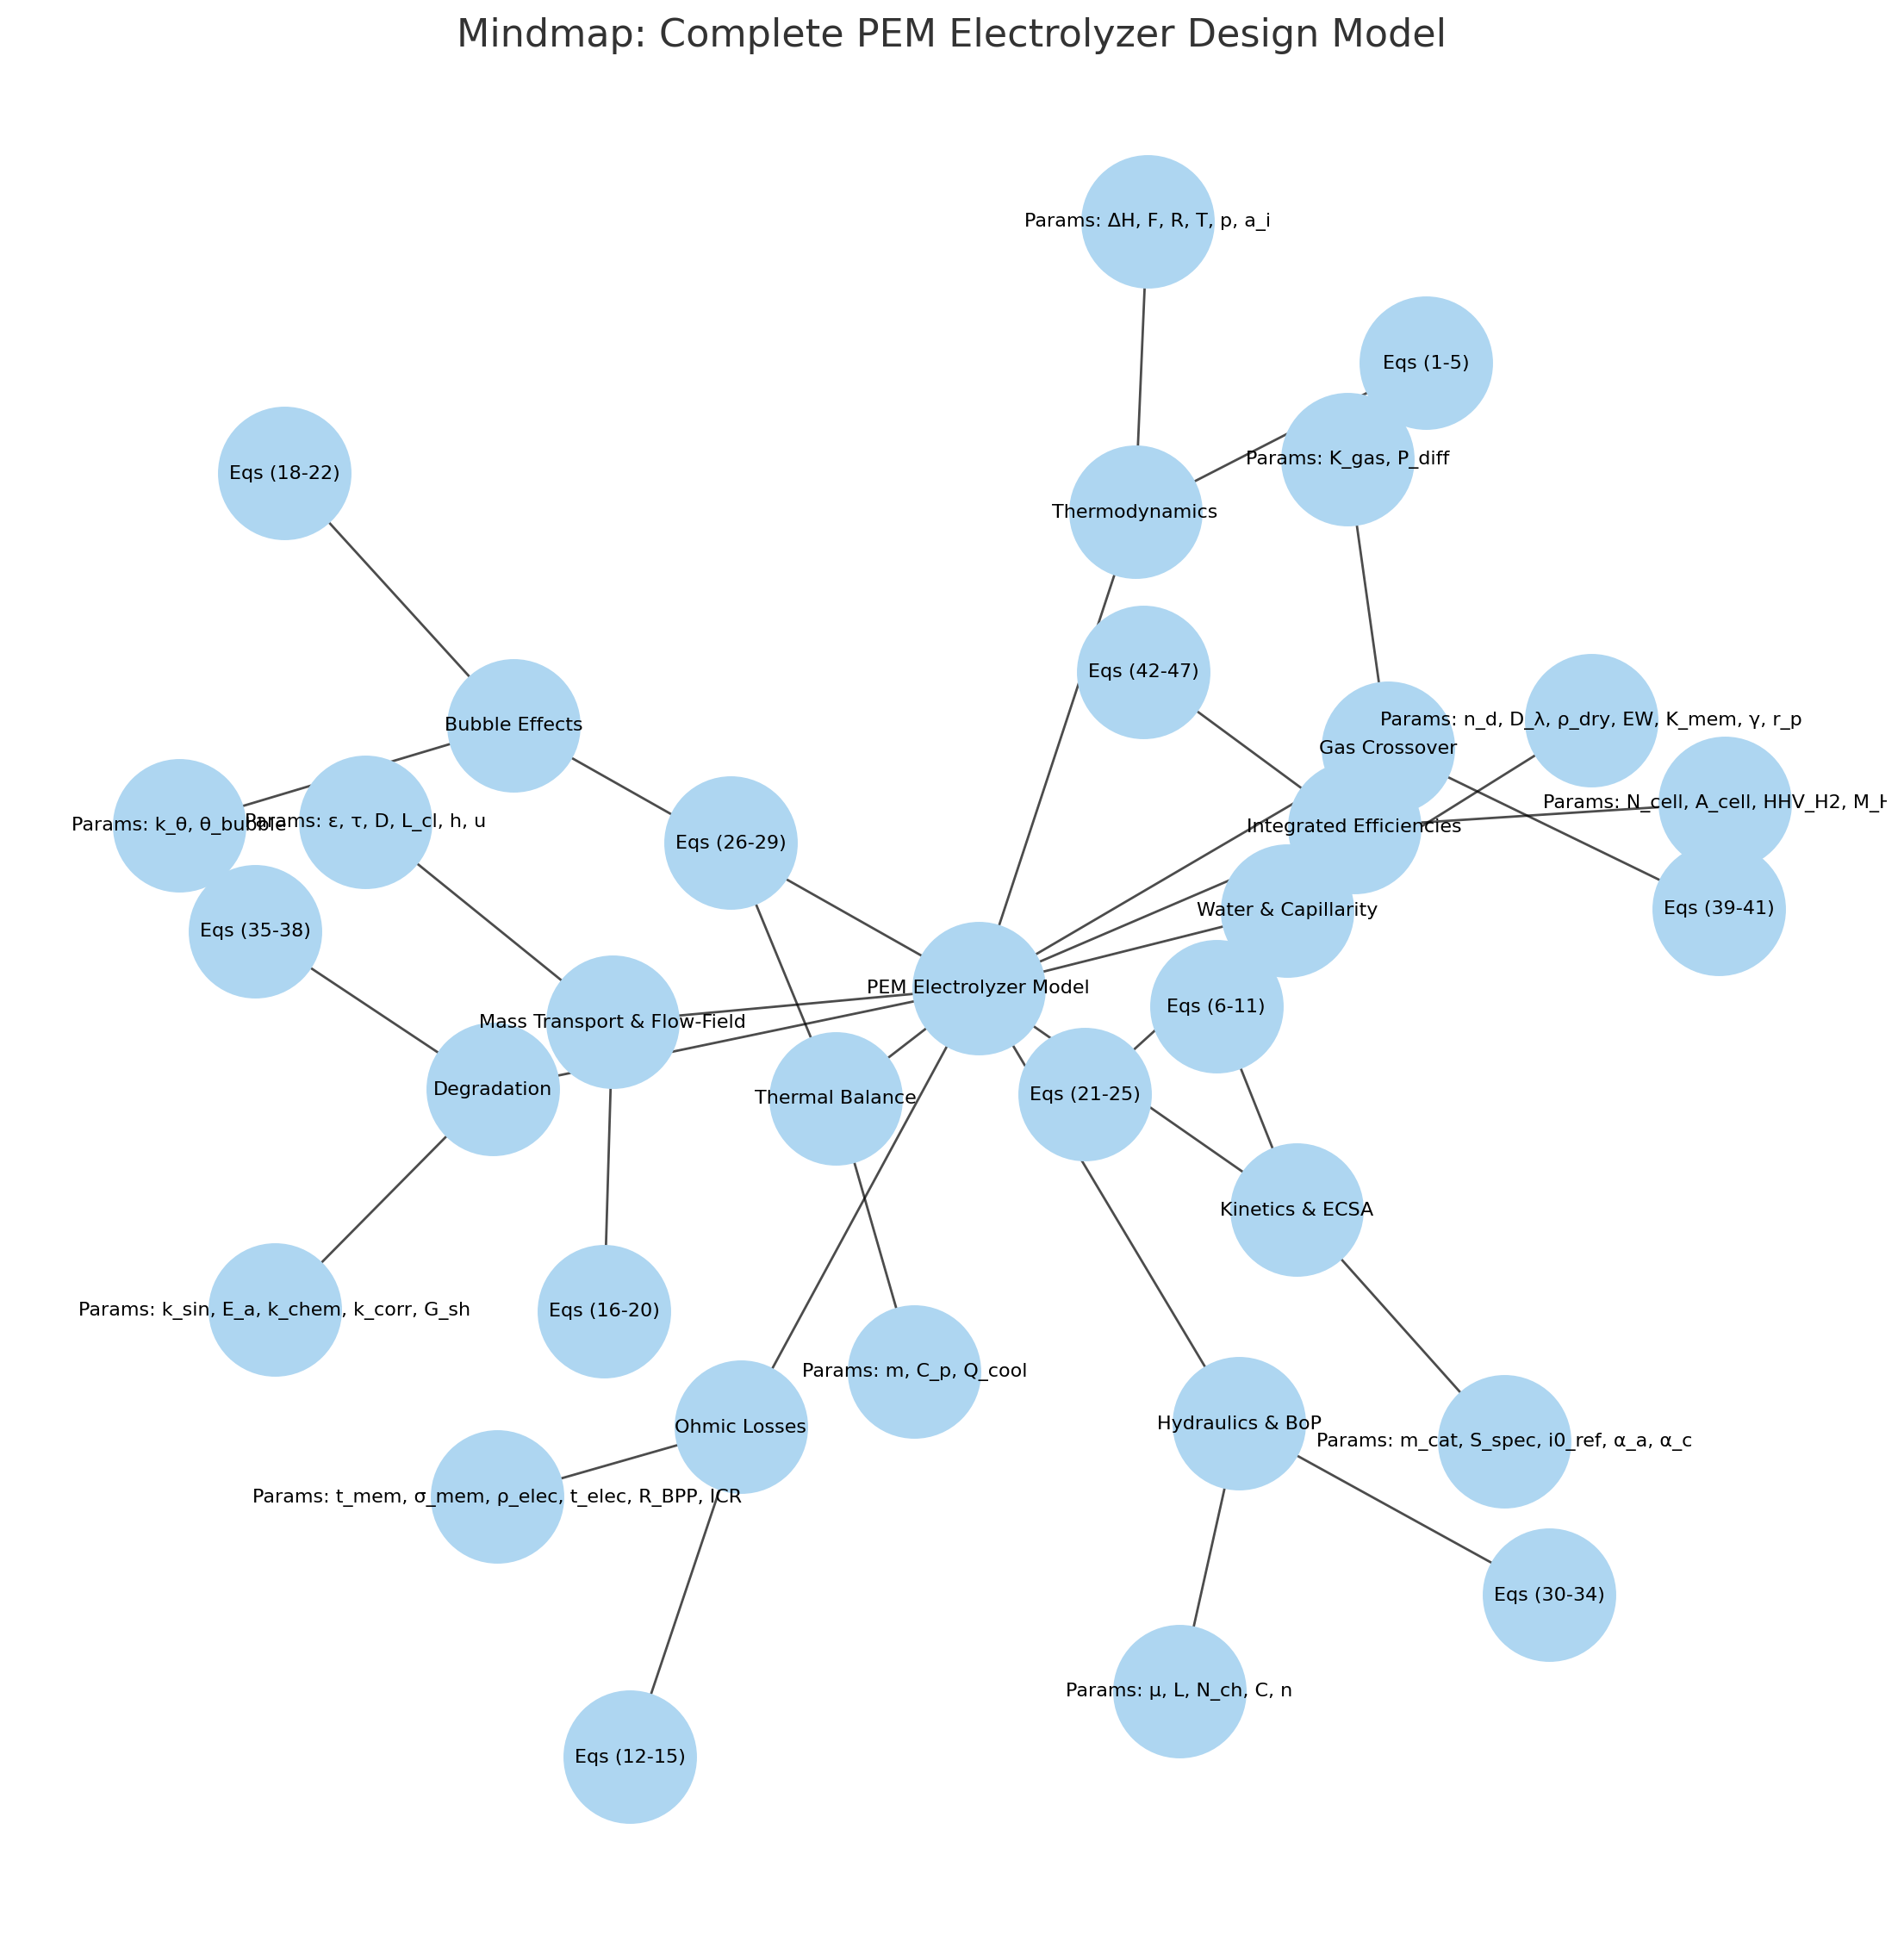 Mindmap: Complete PEM Electrolyzer Design Model
Params: ΔH, F, R, T, p, a_i
Eqs (1-5)
Params: K_gas, P_diff
Eqs (18-22)
Thermodynamics
Eqs (42-47)
Bubble Effects
Params: n_d, D_λ, ρ_dry, EW, K_mem, γ, r_p
Gas Crossover
Params: N_cell, A_cell, HHV_H2, M_H
Params: k_θ, θ_bubble
Params: ε, τ, D, L_cl, h, u
Integrated Efficiencies
Eqs (26-29)
Eqs (39-41)
Water & Capillarity
Eqs (35-38)
PEM Electrolyzer Model
Eqs (6-11)
Mass Transport & Flow-Field
Degradation
Thermal Balance
Eqs (21-25)
Kinetics & ECSA
Params: k_sin, E_a, k_chem, k_corr, G_sh
Eqs (16-20)
Params: m, C_p, Q_cool
Ohmic Losses
Hydraulics & BoP
Params: m_cat, S_spec, i0_ref, α_a, α_c
Params: t_mem, σ_mem, ρ_elec, t_elec, R_BPP, ICR
Eqs (30-34)
Params: μ, L, N_ch, C, n
Eqs (12-15)